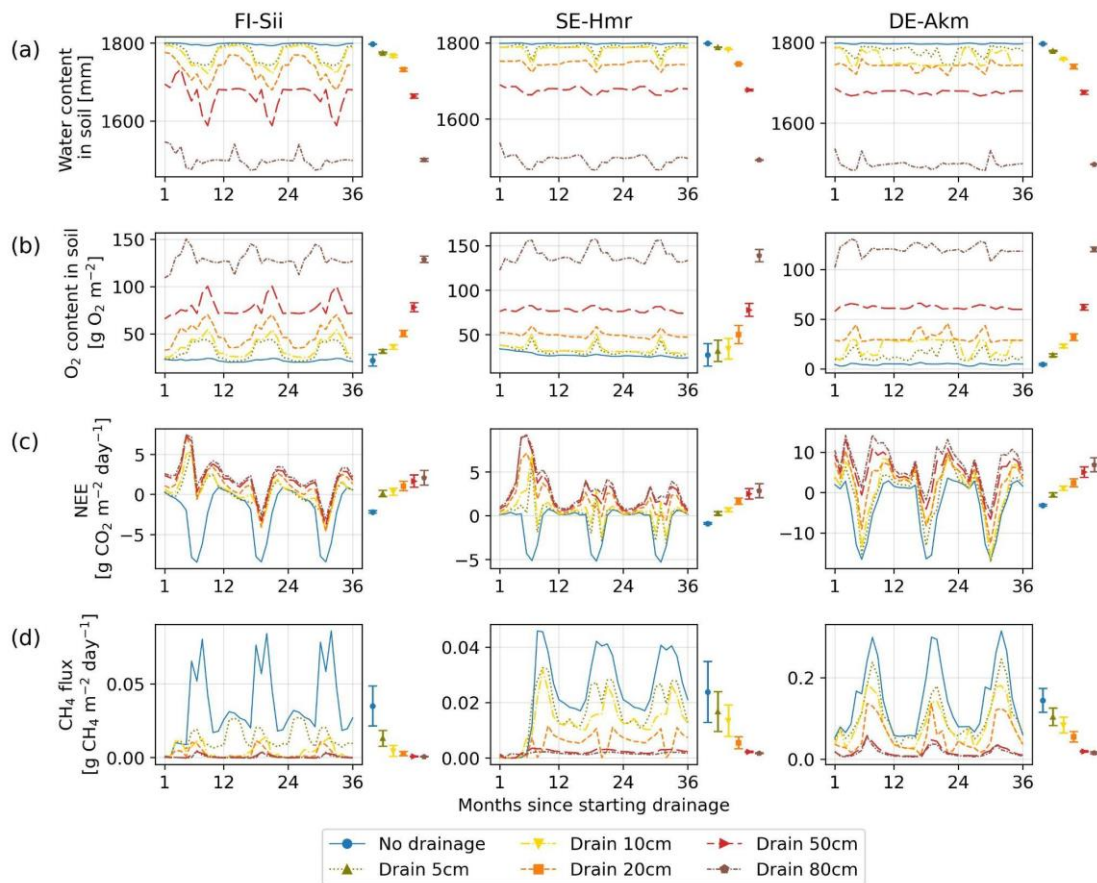 FI-Sii SE-Hmr DE-Akm
(a)
Water content
in soil [mm]
1800
1600
1 12 24 36
1800
1600
1 12 24 36
1800
1600
1 12 24 36
(b)
O₂ content in soil
[g O₂ m⁻²]
150
100
50
1 12 24 36
150
100
50
1 12 24 36
100
50
0
1 12 24 36
(c)
NEE
[g CO₂ m⁻² day⁻¹]
5
0
−5
1 12 24 36
5
0
−5
1 12 24 36
10
0
−10
1 12 24 36
(d)
CH₄ flux
[g CH₄ m⁻² day⁻¹]
0.05
0.00
1 12 24 36
0.04
0.02
0.00
1 12 24 36
0.2
0.0
1 12 24 36
Months since starting drainage
No drainage Drain 10cm Drain 50cm
Drain 5cm Drain 20cm Drain 80cm